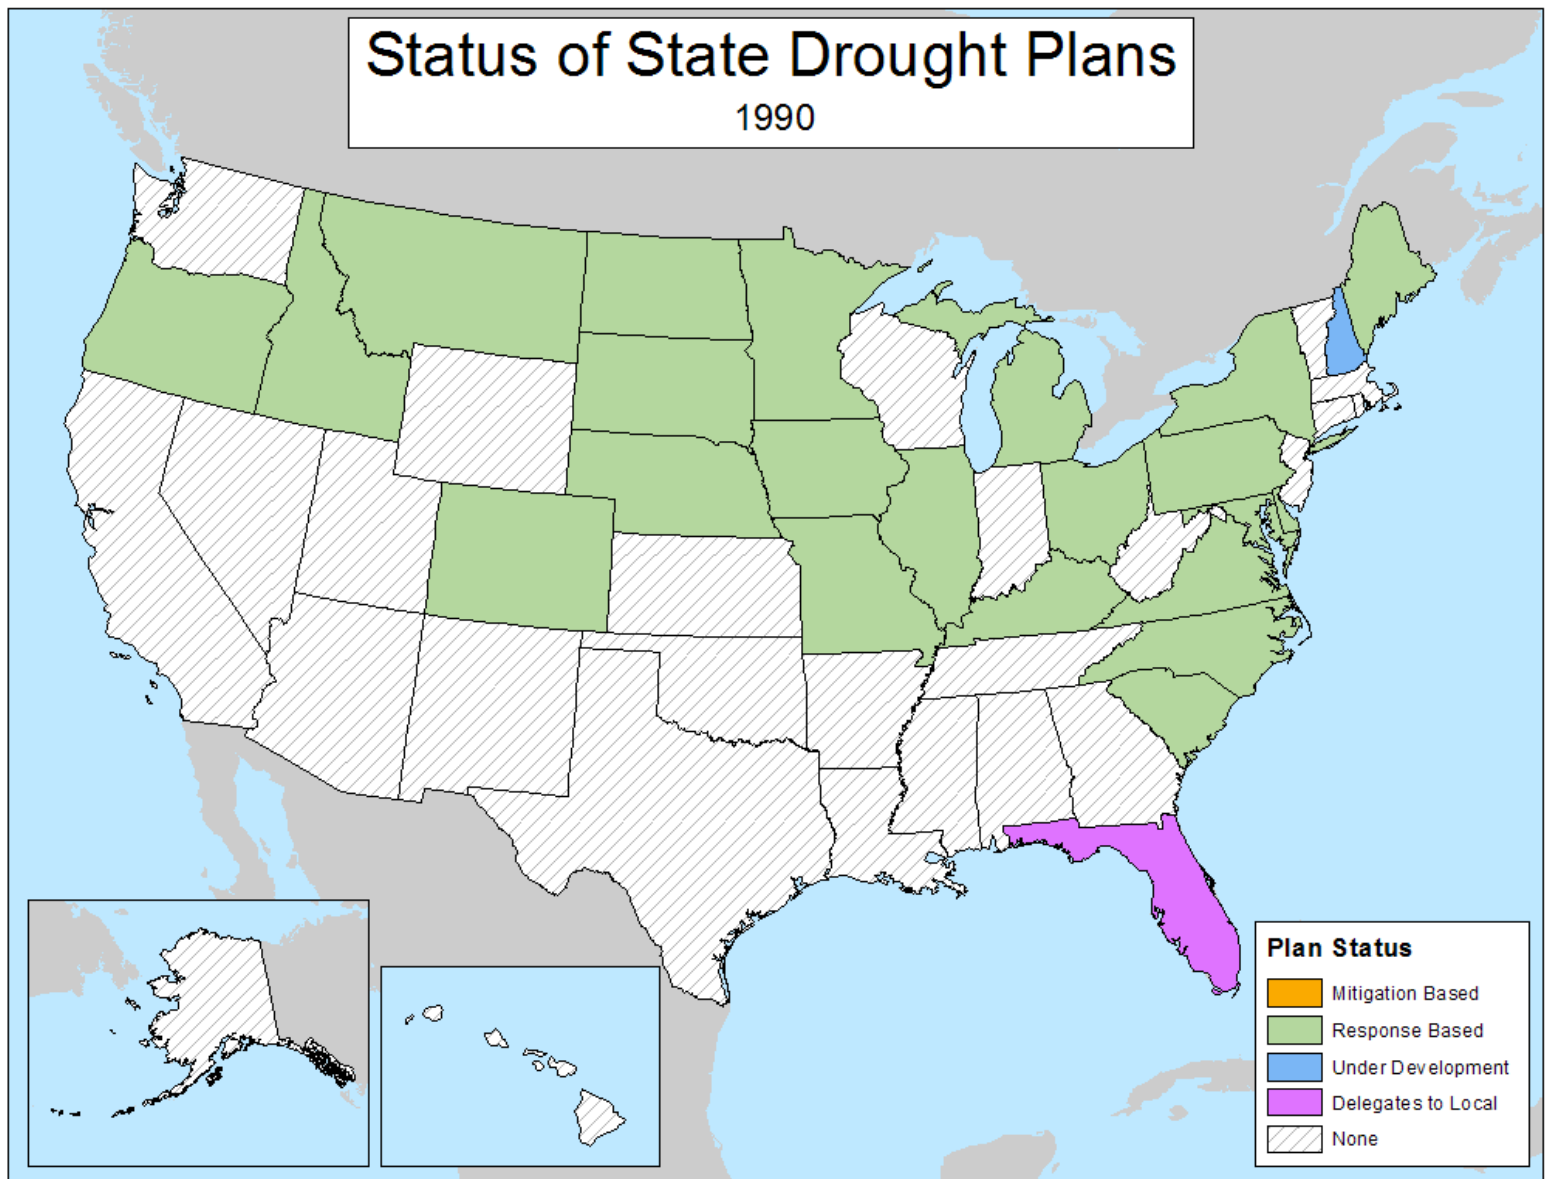 Status of State Drought Plans
1990
Plan Status
Mitigation Based
Response Based
Under Development
Delegates to Local
None